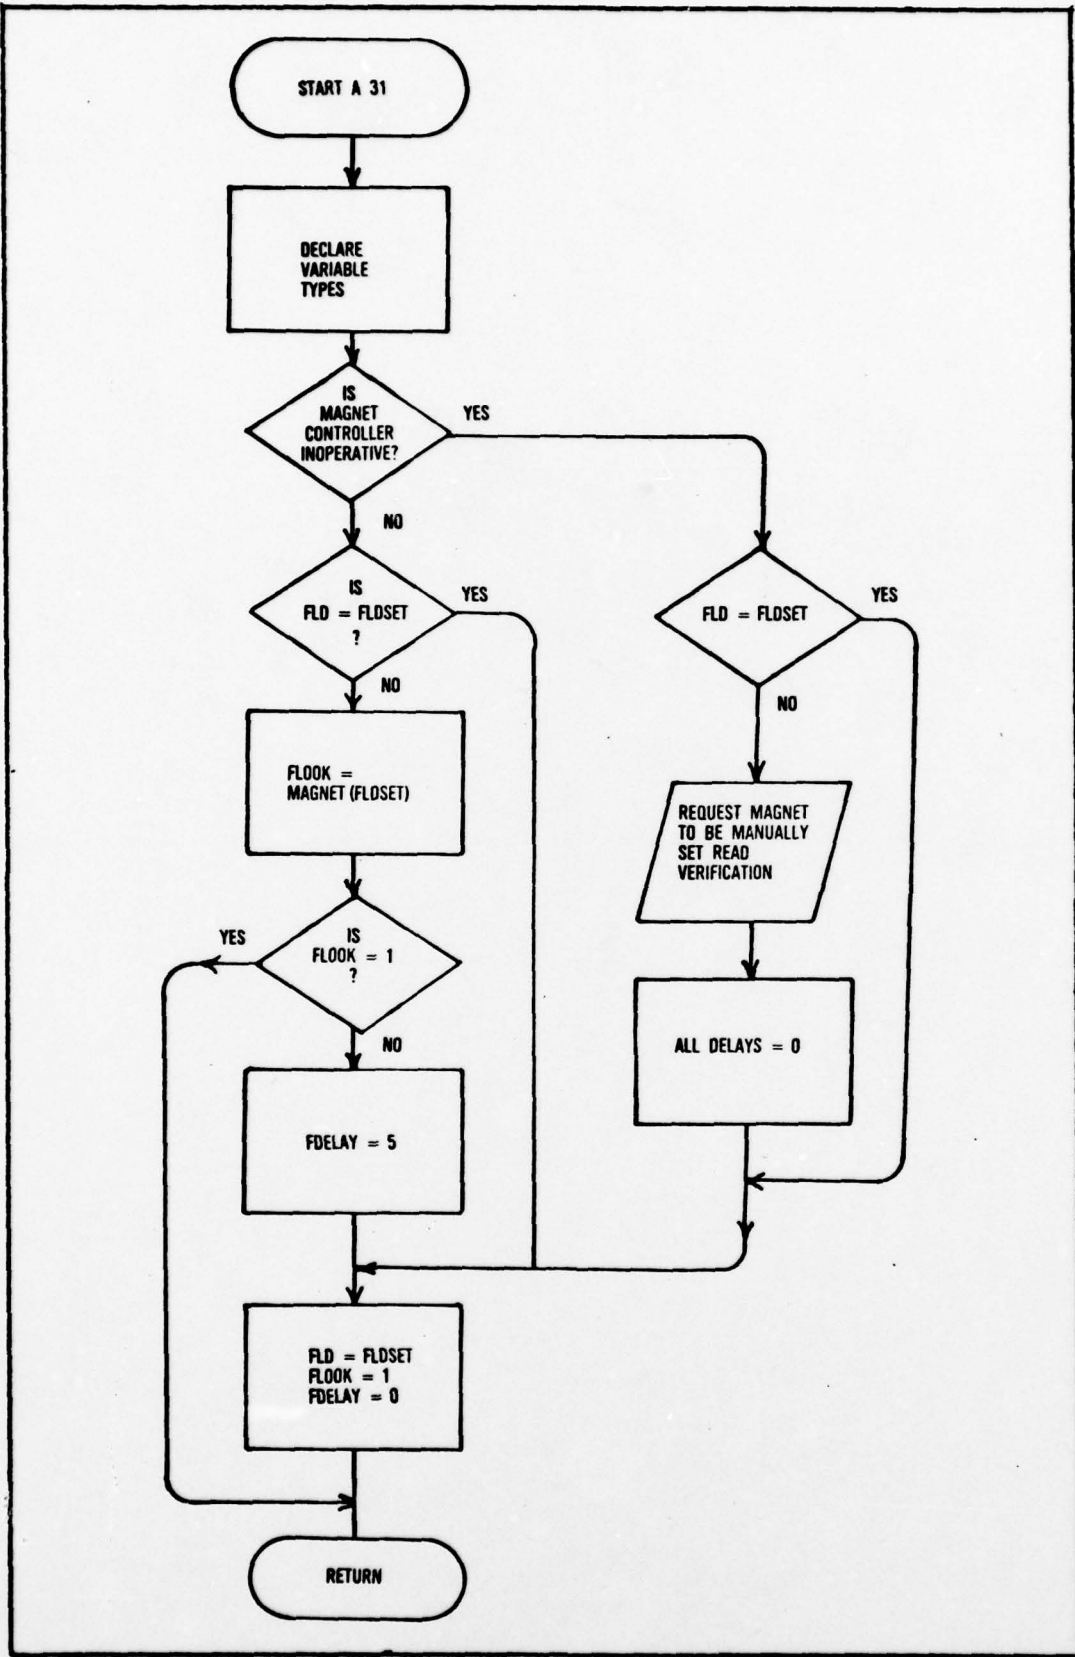 START A 31
DECLARE
VARIABLE
TYPES
IS
MAGNET
CONTROLLER
INOPERATIVE?
YES
NO
IS
FLD = FLDSET
?
YES
NO
FLD = FLDSET
YES
NO
FLOOK =
MAGNET (FLDSET)
REQUEST MAGNET
TO BE MANUALLY
SET READ
VERIFICATION
IS
FLOOK = 1
?
YES
NO
ALL DELAYS = 0
FDELAY = 5
FLD = FLDSET
FLOOK = 1
FDELAY = 0
RETURN